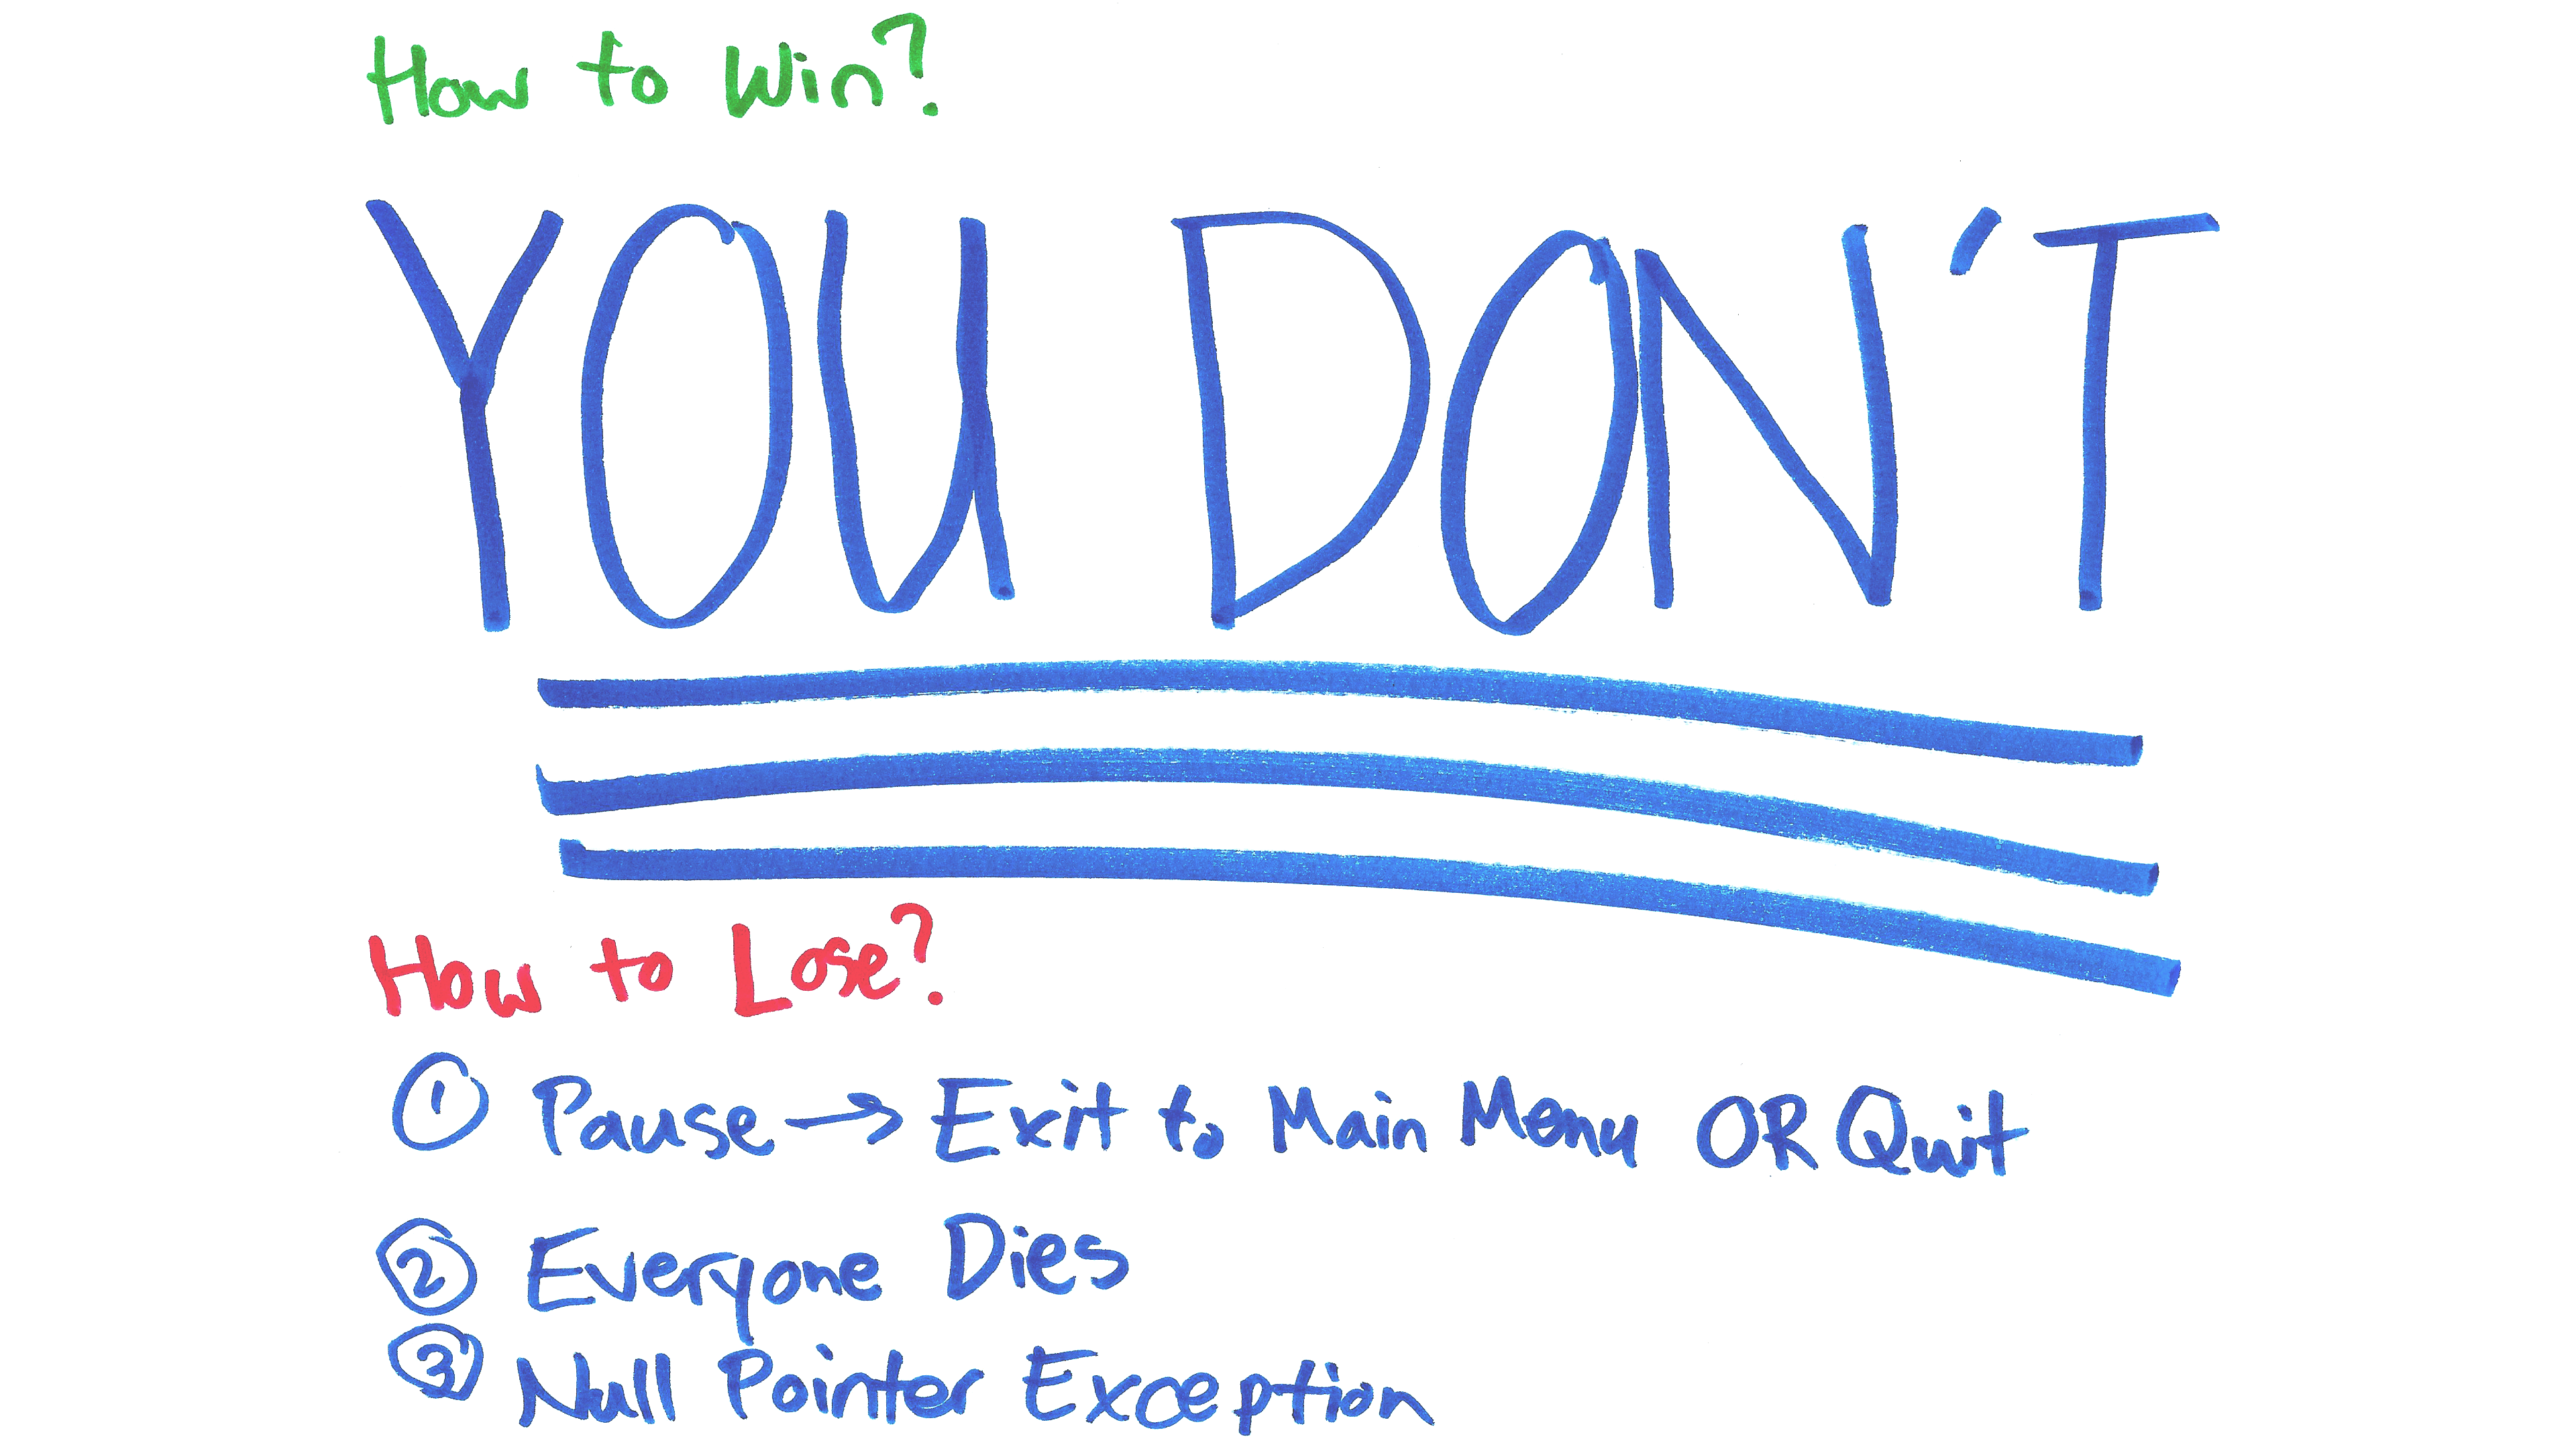 How to Win?
YOU DON'T
How to Lose?
① Pause → Exit to Main Menu OR Quit
② Everyone Dies
③ Null Pointer Exception